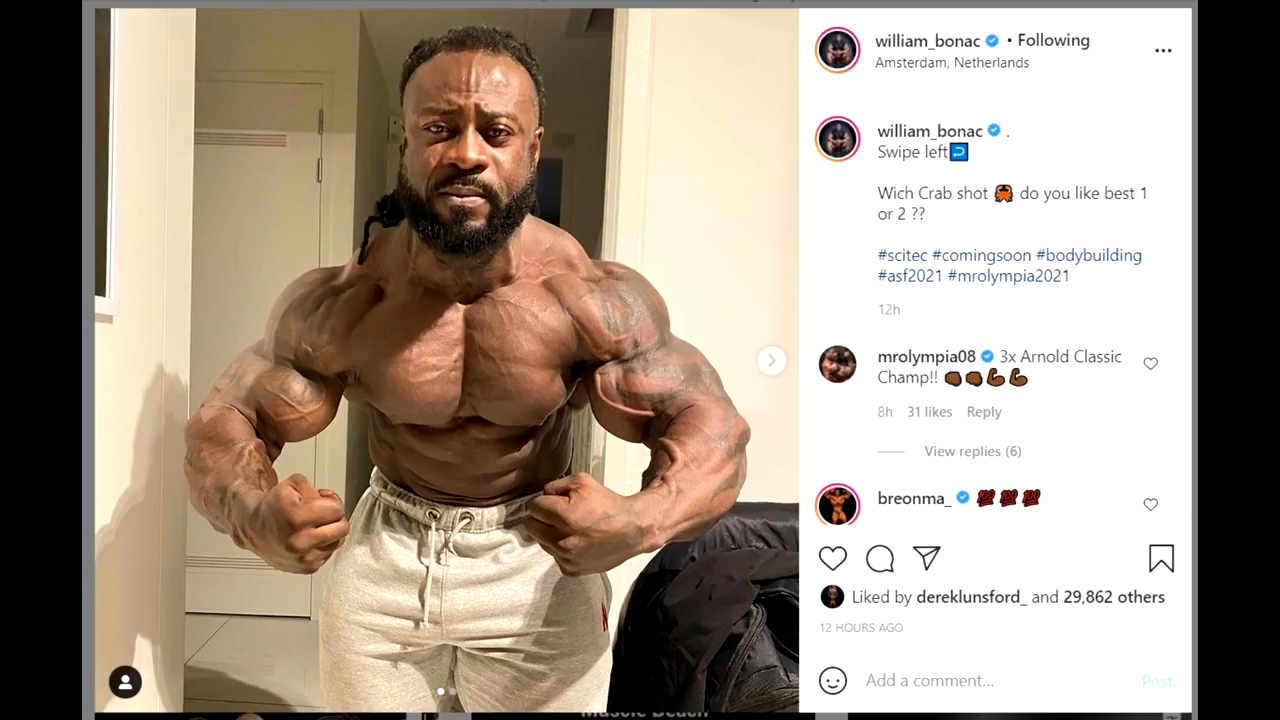 william_bonac • Following
Amsterdam, Netherlands
william_bonac .
Swipe left
Wich Crab shot 🦀 do you like best 1
or 2 ??
#scitec #comingsoon #bodybuilding
#asf2021 #mrolympia2021
12h
mrolympia08 3x Arnold Classic
Champ!! 👊🏾👊🏾💪🏾💪🏾
8h 31 likes Reply
View replies (6)
breonma_ 💯💯💯
Liked by dereklunsford_ and 29,862 others
12 HOURS AGO
Add a comment... Post
Muscle Beach